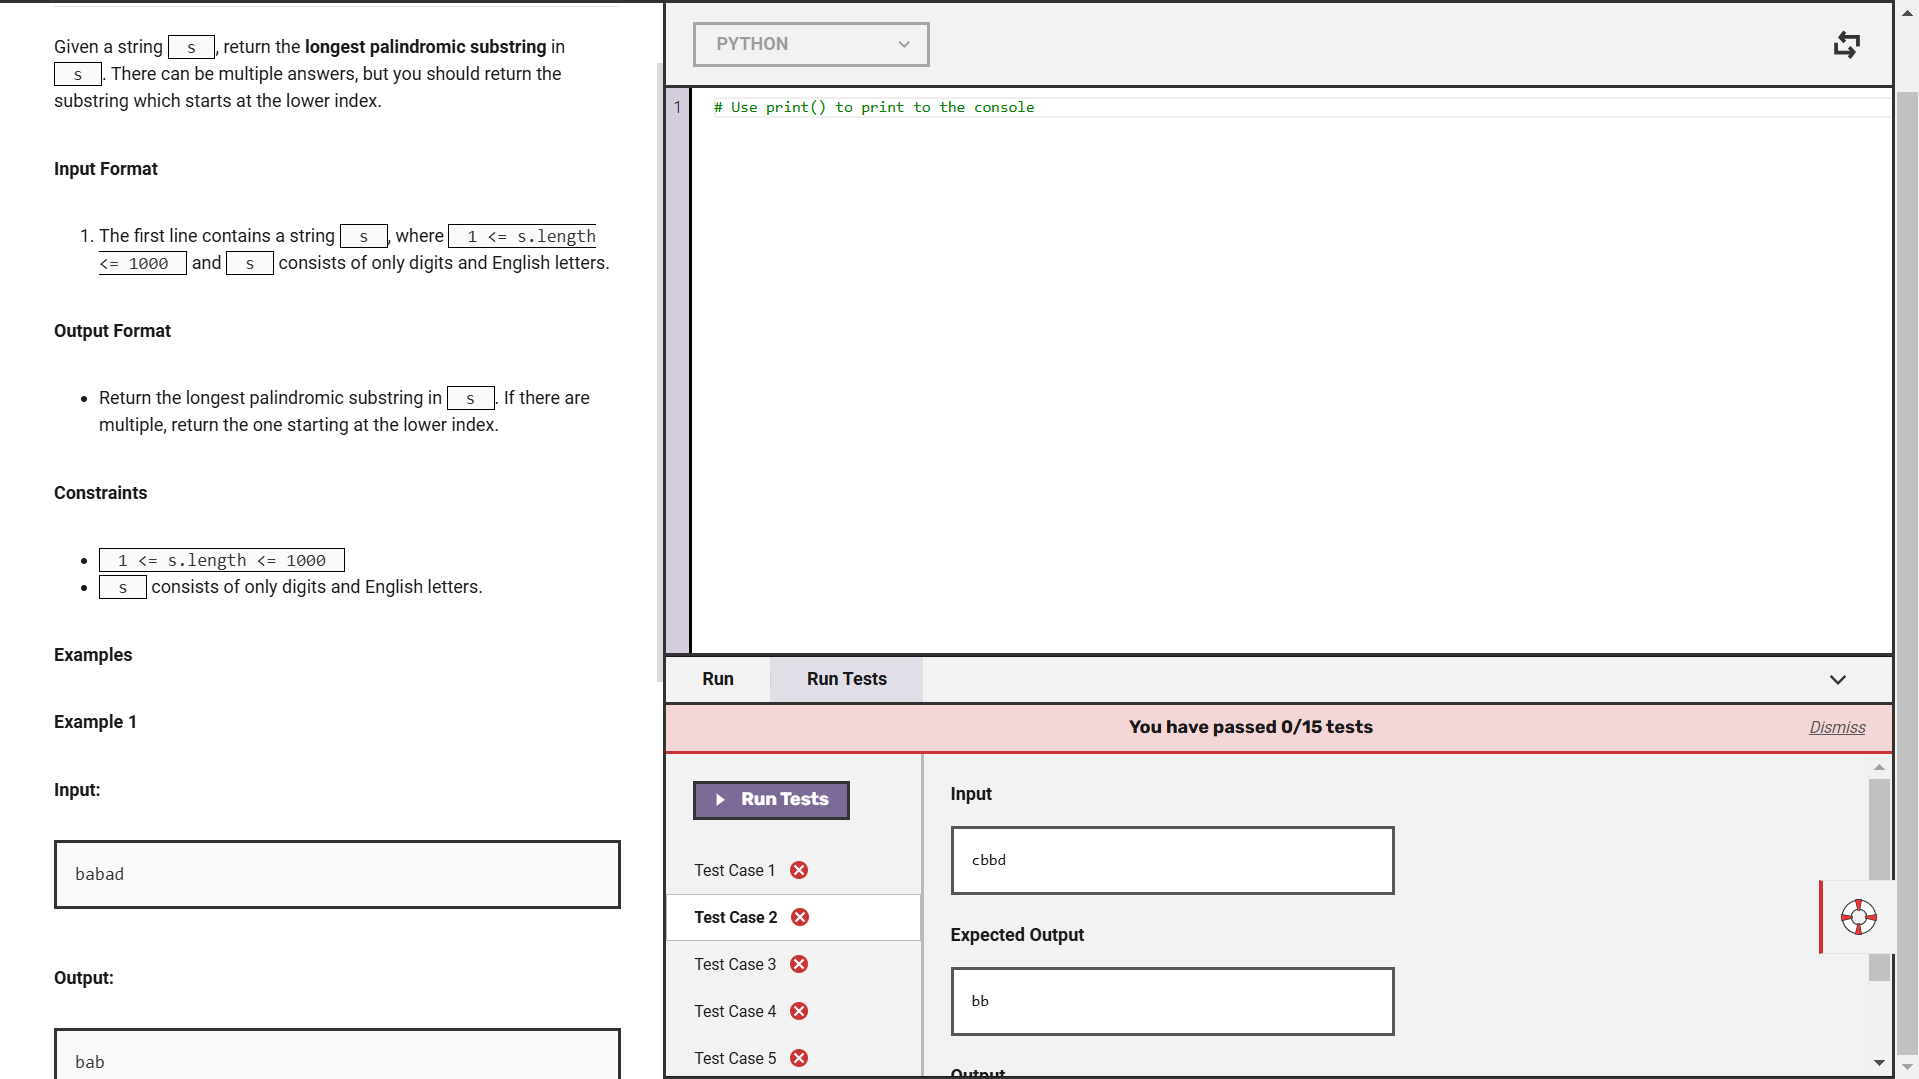 Given a string s, return the longest palindromic substring in
s. There can be multiple answers, but you should return the
substring which starts at the lower index.
Input Format
1. The first line contains a string s, where 1 <= s.length
<= 1000 and s consists of only digits and English letters.
Output Format
• Return the longest palindromic substring in s. If there are
multiple, return the one starting at the lower index.
Constraints
• 1 <= s.length <= 1000
• s consists of only digits and English letters.
Examples
Example 1
Input:
babad
Output:
bab
PYTHON
1 # Use print() to print to the console
Run Run Tests
You have passed 0/15 tests Dismiss
Run Tests
Test Case 1
Test Case 2
Test Case 3
Test Case 4
Test Case 5
Input
cbbd
Expected Output
bb
Output